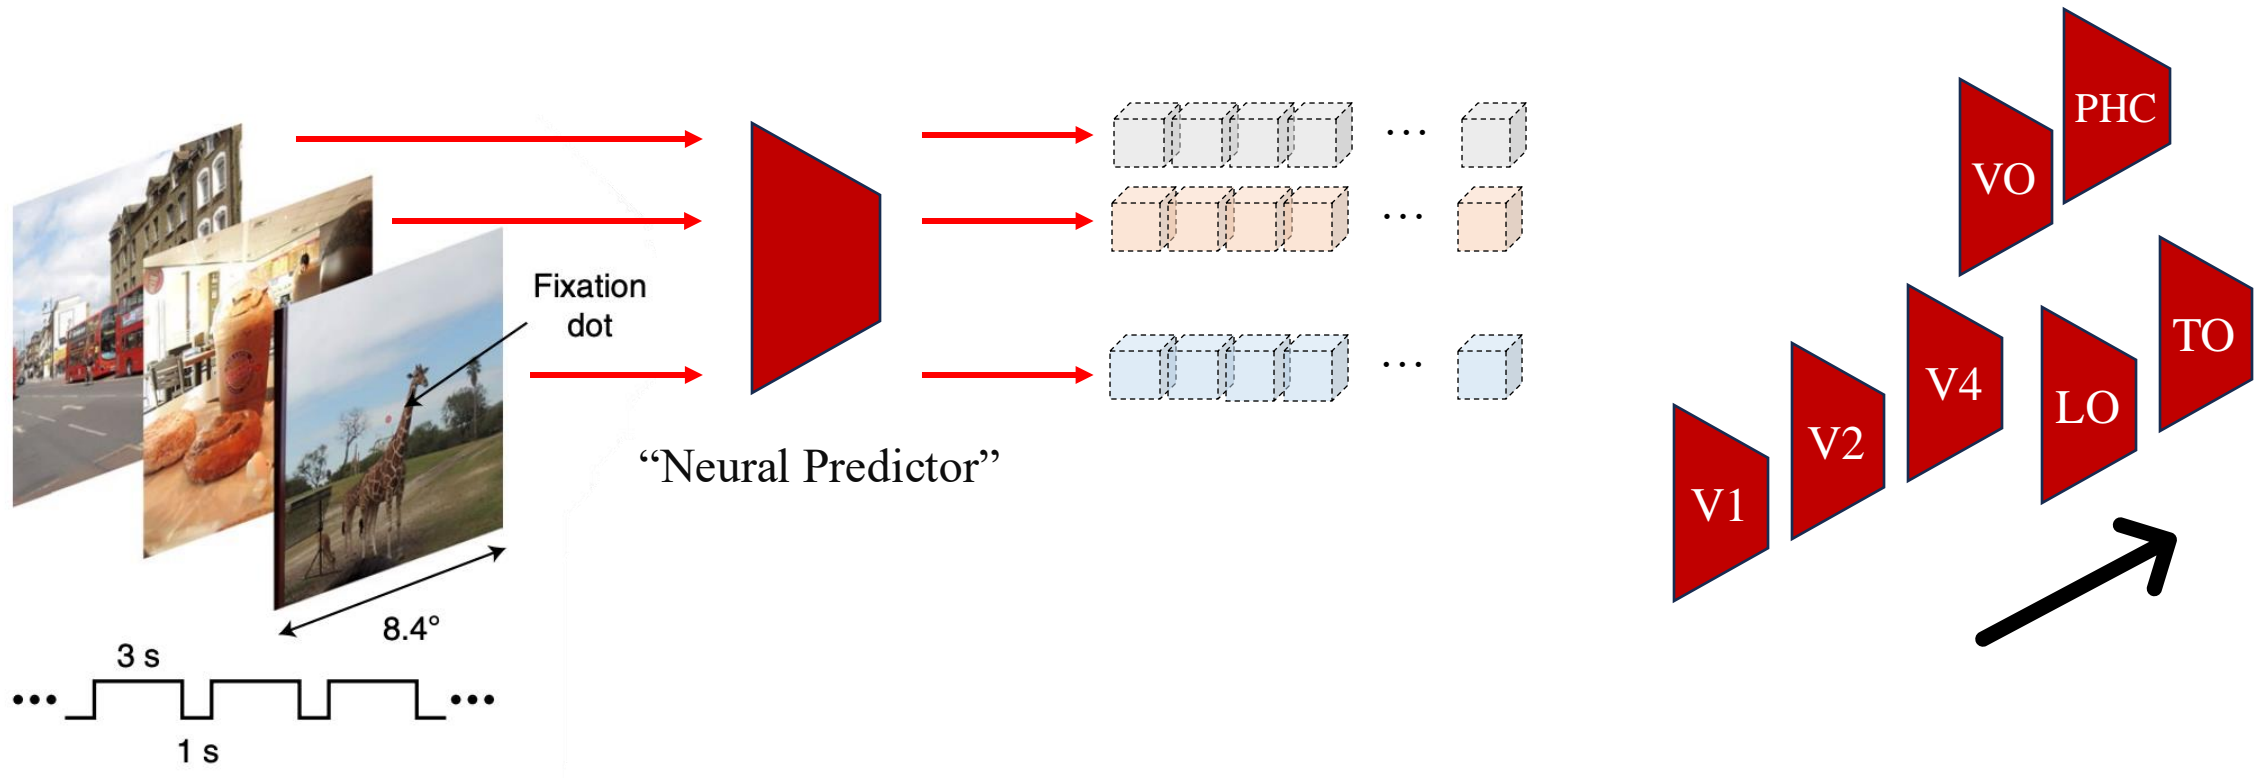 Fixation
dot
8.4°
3 s
1 s
“Neural Predictor”
...
...
...
V1
V2
V4
VO
PHC
LO
TO